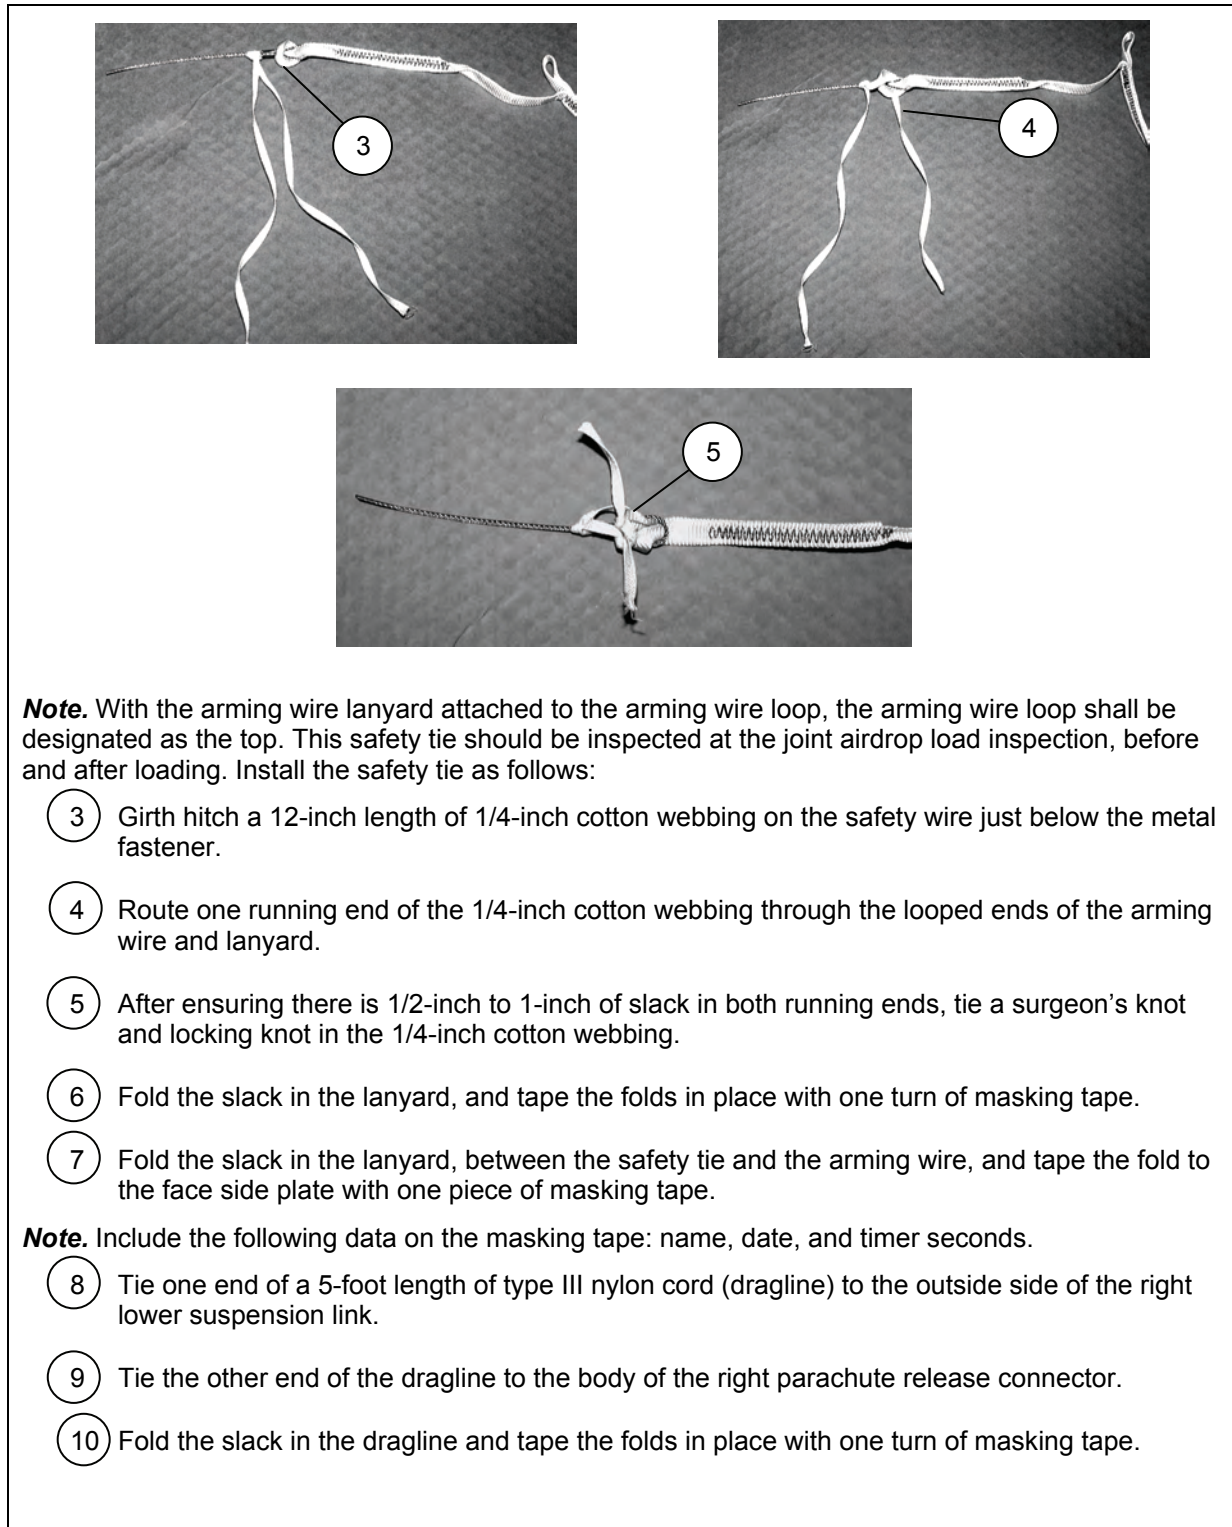 3
4
5
Note. With the arming wire lanyard attached to the arming wire loop, the arming wire loop shall be
designated as the top. This safety tie should be inspected at the joint airdrop load inspection, before
and after loading. Install the safety tie as follows:
3 Girth hitch a 12-inch length of 1/4-inch cotton webbing on the safety wire just below the metal
fastener.
4 Route one running end of the 1/4-inch cotton webbing through the looped ends of the arming
wire and lanyard.
5 After ensuring there is 1/2-inch to 1-inch of slack in both running ends, tie a surgeon’s knot
and locking knot in the 1/4-inch cotton webbing.
6 Fold the slack in the lanyard, and tape the folds in place with one turn of masking tape.
7 Fold the slack in the lanyard, between the safety tie and the arming wire, and tape the fold to
the face side plate with one piece of masking tape.
Note. Include the following data on the masking tape: name, date, and timer seconds.
8 Tie one end of a 5-foot length of type III nylon cord (dragline) to the outside side of the right
lower suspension link.
9 Tie the other end of the dragline to the body of the right parachute release connector.
10 Fold the slack in the dragline and tape the folds in place with one turn of masking tape.